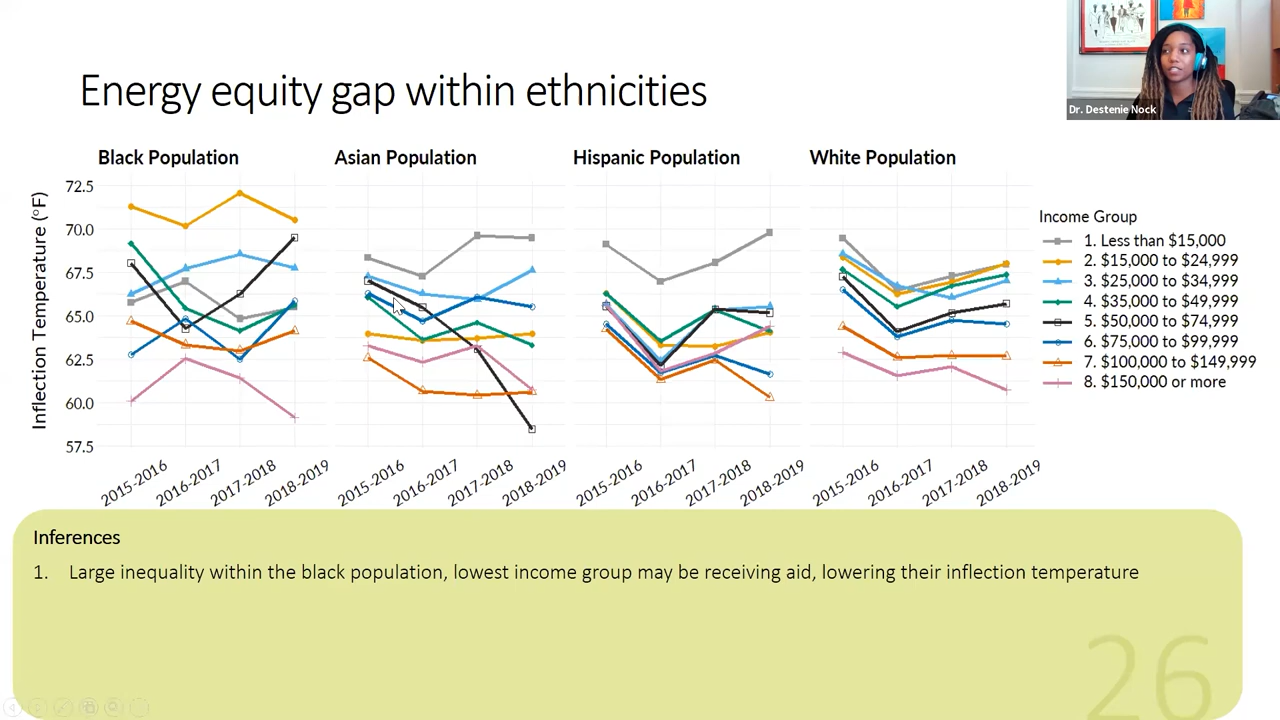 Dr. Destenie Nock
Energy equity gap within ethnicities
Black Population
Asian Population
Hispanic Population
White Population
Inflection Temperature (°F)
72.5
70.0
67.5
65.0
62.5
60.0
57.5
2015-2016
2016-2017
2017-2018
2018-2019
2015-2016
2016-2017
2017-2018
2018-2019
2015-2016
2016-2017
2017-2018
2018-2019
2015-2016
2016-2017
2017-2018
2018-2019
Income Group
1. Less than $15,000
2. $15,000 to $24,999
3. $25,000 to $34,999
4. $35,000 to $49,999
5. $50,000 to $74,999
6. $75,000 to $99,999
7. $100,000 to $149,999
8. $150,000 or more
Inferences
1. Large inequality within the black population, lowest income group may be receiving aid, lowering their inflection temperature
26